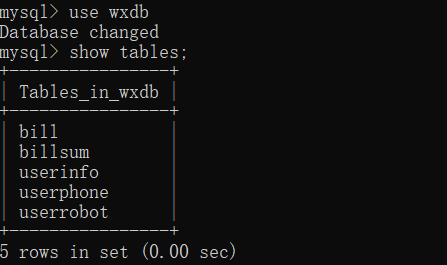 mysql> use wxdb
Database changed
mysql> show tables;
+----------------+
| Tables_in_wxdb |
+----------------+
| bill           |
| billsum        |
| userinfo       |
| userphone      |
| userrobot      |
+----------------+
5 rows in set (0.00 sec)